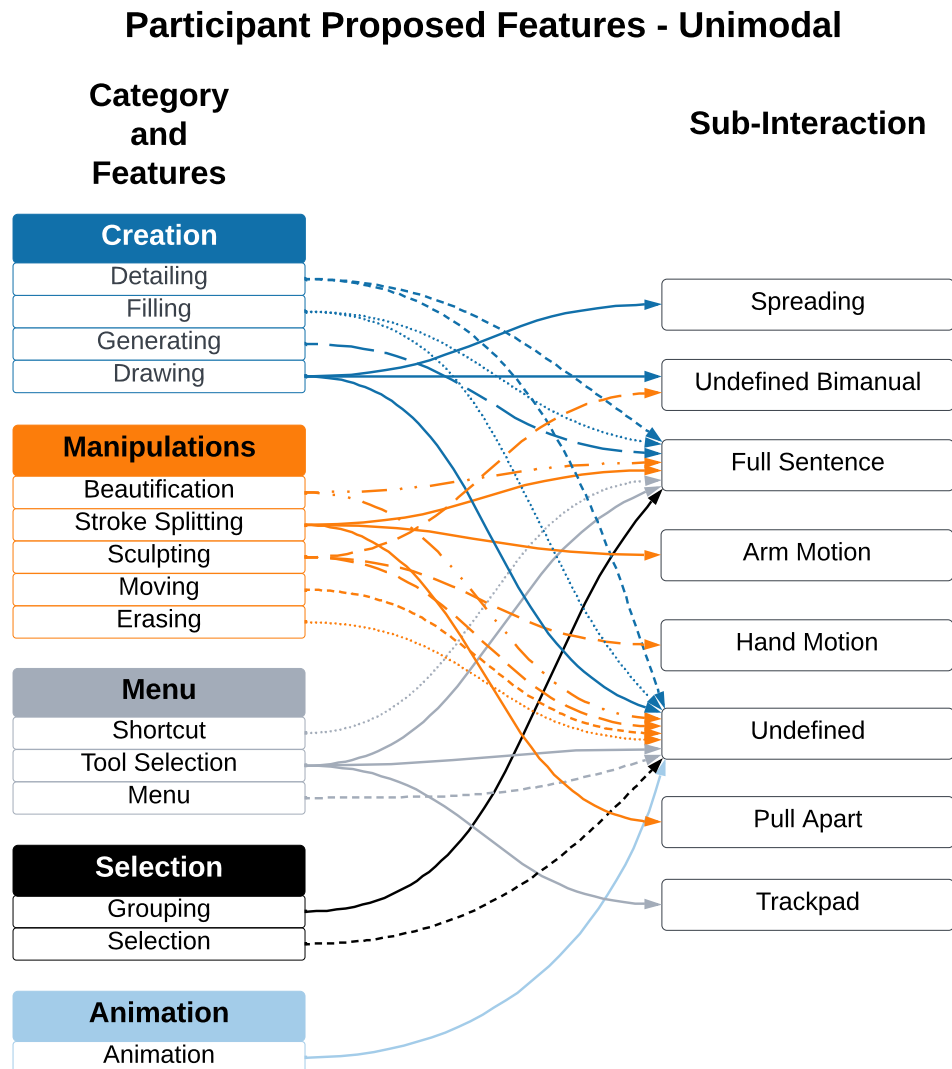 Participant Proposed Features - Unimodal
Category
and
Features
Sub-Interaction
Creation
Detailing
Filling
Generating
Drawing
Manipulations
Beautification
Stroke Splitting
Sculpting
Moving
Erasing
Menu
Shortcut
Tool Selection
Menu
Selection
Grouping
Selection
Animation
Animation
Spreading
Undefined Bimanual
Full Sentence
Arm Motion
Hand Motion
Undefined
Pull Apart
Trackpad